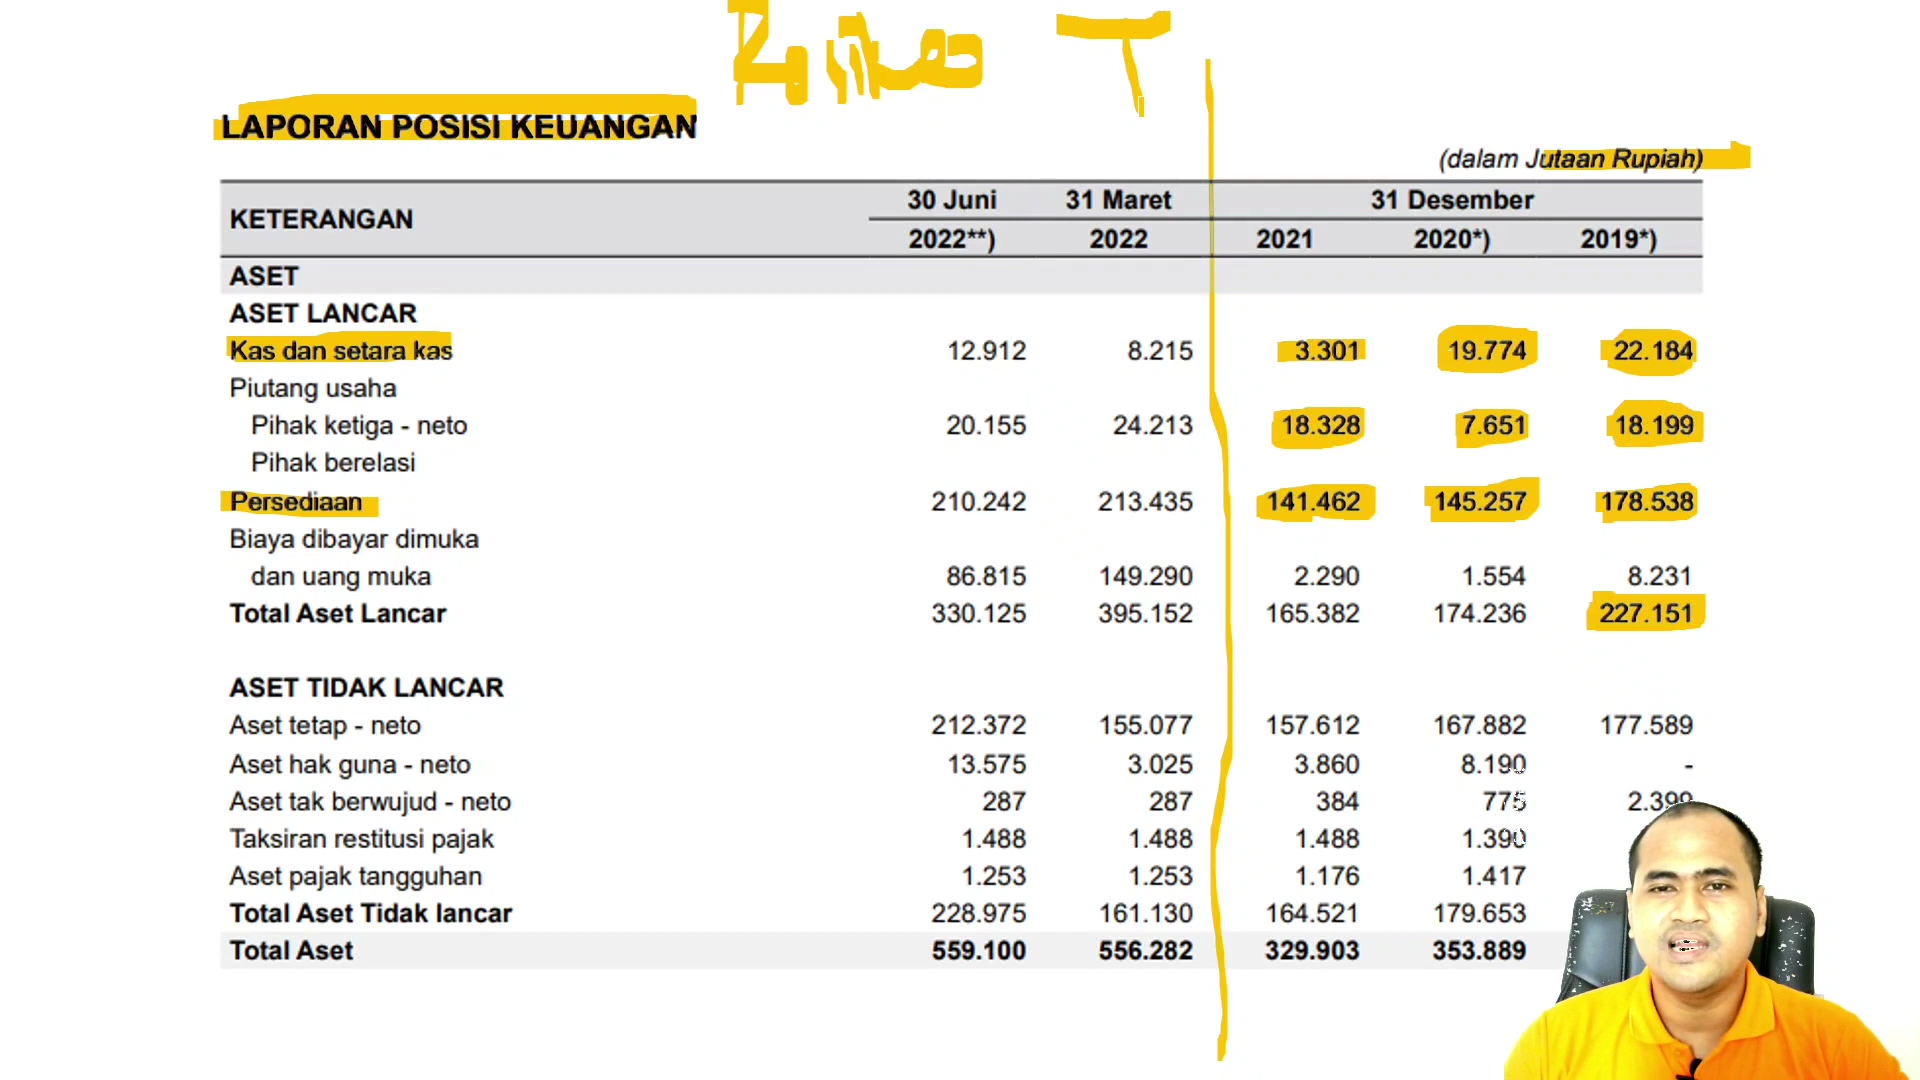 LAPORAN POSISI KEUANGAN
(dalam Jutaan Rupiah)
KETERANGAN 30 Juni 31 Maret 31 Desember
2022**) 2022 2021 2020*) 2019*)
ASET
ASET LANCAR
Kas dan setara kas 12.912 8.215 3.301 19.774 22.184
Piutang usaha
Pihak ketiga - neto 20.155 24.213 18.328 7.651 18.199
Pihak berelasi
Persediaan 210.242 213.435 141.462 145.257 178.538
Biaya dibayar dimuka
dan uang muka 86.815 149.290 2.290 1.554 8.231
Total Aset Lancar 330.125 395.152 165.382 174.236 227.151
ASET TIDAK LANCAR
Aset tetap - neto 212.372 155.077 157.612 167.882 177.589
Aset hak guna - neto 13.575 3.025 3.860 8.190 -
Aset tak berwujud - neto 287 287 384 775 2.399
Taksiran restitusi pajak 1.488 1.488 1.488 1.390
Aset pajak tangguhan 1.253 1.253 1.176 1.417
Total Aset Tidak lancar 228.975 161.130 164.521 179.653
Total Aset 559.100 556.282 329.903 353.889